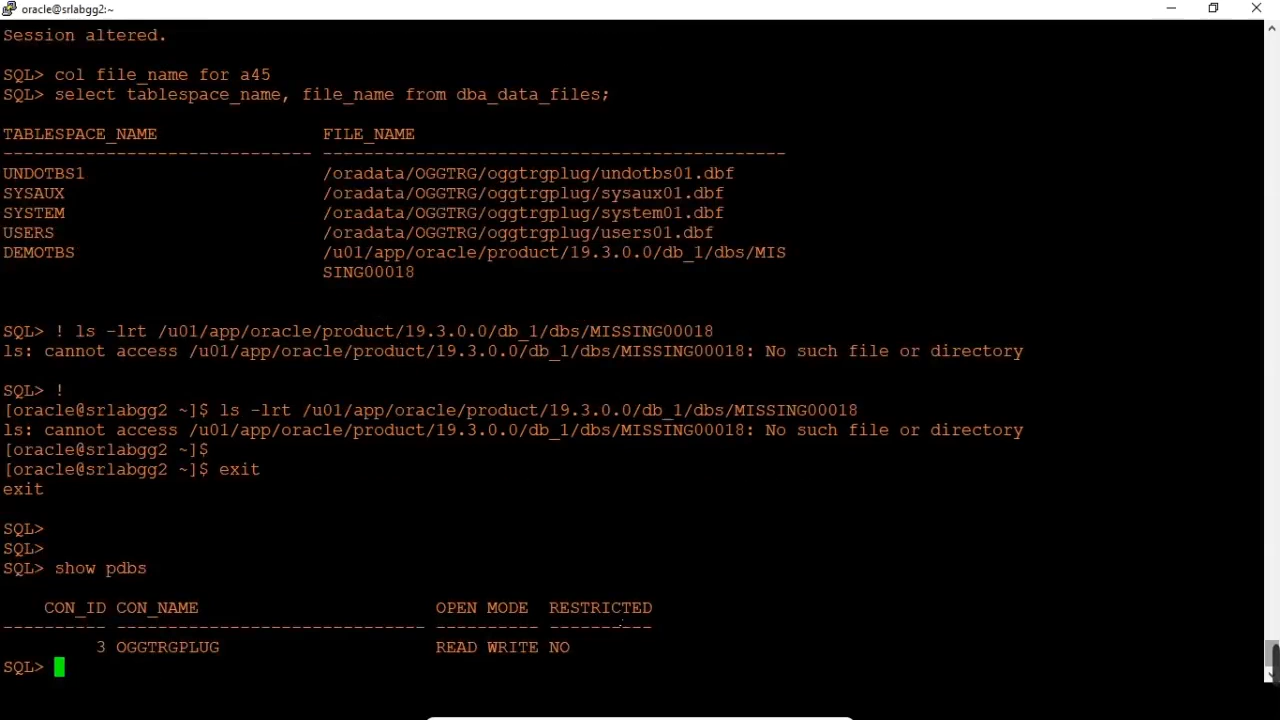 oracle@srlabgg2:~
Session altered.
SQL> col file_name for a45
SQL> select tablespace_name, file_name from dba_data_files;
TABLESPACE_NAME                FILE_NAME
------------------------------ ---------------------------------------------
UNDOTBS1                       /oradata/OGGTRG/oggtrgplug/undotbs01.dbf
SYSAUX                         /oradata/OGGTRG/oggtrgplug/sysaux01.dbf
SYSTEM                         /oradata/OGGTRG/oggtrgplug/system01.dbf
USERS                          /oradata/OGGTRG/oggtrgplug/users01.dbf
DEMOTBS                        /u01/app/oracle/product/19.3.0.0/db_1/dbs/MIS
                               SING00018
SQL> ! ls -lrt /u01/app/oracle/product/19.3.0.0/db_1/dbs/MISSING00018
ls: cannot access /u01/app/oracle/product/19.3.0.0/db_1/dbs/MISSING00018: No such file or directory
SQL> !
[oracle@srlabgg2 ~]$ ls -lrt /u01/app/oracle/product/19.3.0.0/db_1/dbs/MISSING00018
ls: cannot access /u01/app/oracle/product/19.3.0.0/db_1/dbs/MISSING00018: No such file or directory
[oracle@srlabgg2 ~]$
[oracle@srlabgg2 ~]$ exit
exit
SQL>
SQL>
SQL> show pdbs
    CON_ID CON_NAME                       OPEN MODE  RESTRICTED
---------- ------------------------------ ---------- ----------
         3 OGGTRGPLUG                     READ WRITE NO
SQL>